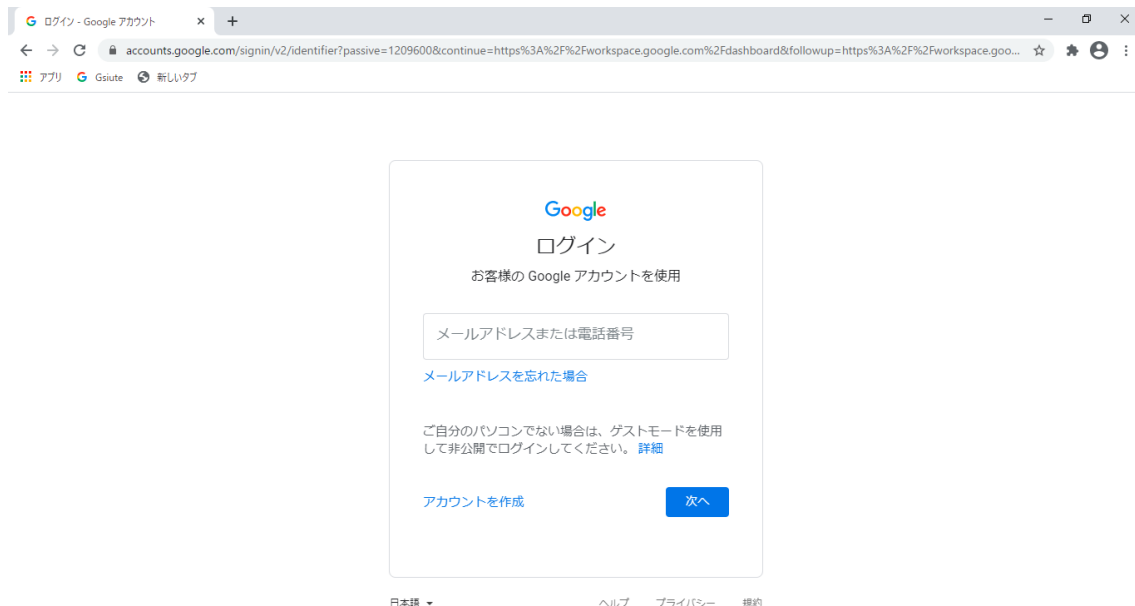 ログイン - Google アカウント
accounts.google.com/signin/v2/identifier?passive=1209600&continue=https%3A%2F%2Fworkspace.google.com%2Fdashboard&followup=https%3A%2F%2Fworkspace.goo...
アプリ G Gsiute 新しいタブ
Google
ログイン
お客様の Google アカウントを使用
メールアドレスまたは電話番号
メールアドレスを忘れた場合
ご自分のパソコンでない場合は、ゲストモードを使用
して非公開でログインしてください。 詳細
アカウントを作成 次へ
日本語 ヘルプ プライバシー 規約